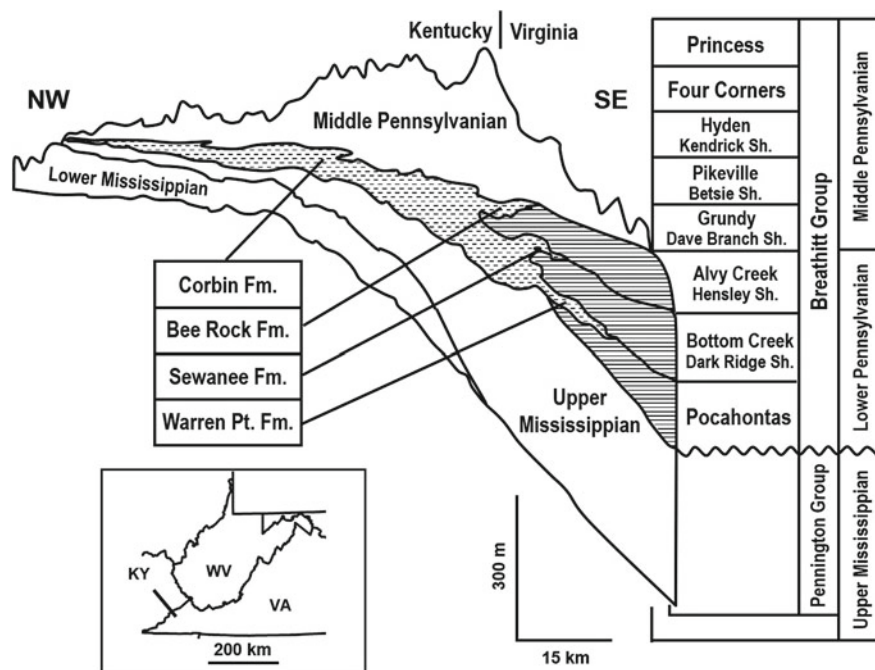 Kentucky | Virginia
NW
SE
Middle Pennsylvanian
Lower Mississippian
Upper
Mississippian
Corbin Fm.
Bee Rock Fm.
Sewanee Fm.
Warren Pt. Fm.
Princess
Four Corners
Hyden
Kendrick Sh.
Pikeville
Betsie Sh.
Grundy
Dave Branch Sh.
Alvy Creek
Hensley Sh.
Bottom Creek
Dark Ridge Sh.
Pocahontas
Breathitt Group
Pennington Group
Middle Pennsylvanian
Lower Pennsylvanian
Upper Mississippian
300 m
15 km
KY
WV
VA
200 km